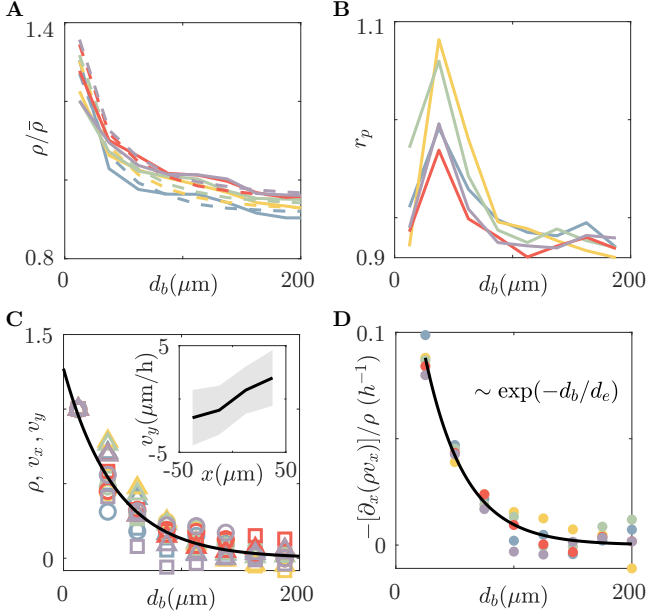 A
1.4
ρ/ρ̄
0.8
0
d_b(μm)
200
B
1.1
r_p
0.9
0
d_b(μm)
200
C
1.5
ρ, v_x, v_y
0
0
d_b(μm)
200
5
v_y(μm/h)
-5
-50
x(μm)
50
D
0.1
−[∂_x(ρv_x)]/ρ (h⁻¹)
0
~ exp(−d_b/d_e)
0
d_b(μm)
200